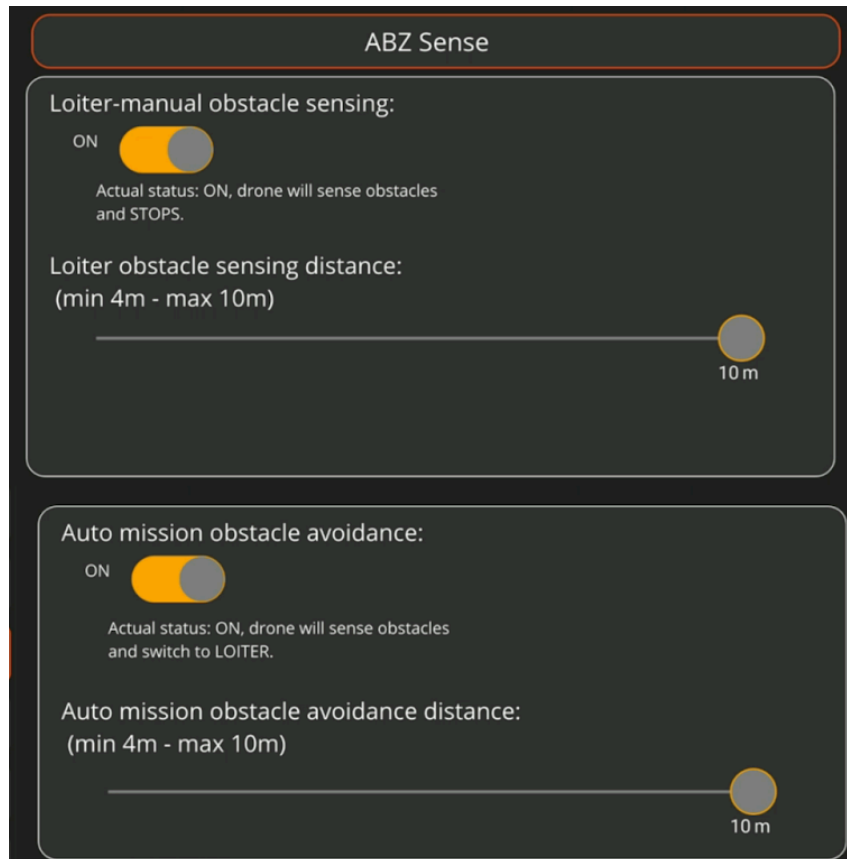 ABZ Sense
Loiter-manual obstacle sensing:
ON
Actual status: ON, drone will sense obstacles
and STOPS.
Loiter obstacle sensing distance:
(min 4m - max 10m)
10 m
Auto mission obstacle avoidance:
ON
Actual status: ON, drone will sense obstacles
and switch to LOITER.
Auto mission obstacle avoidance distance:
(min 4m - max 10m)
10 m